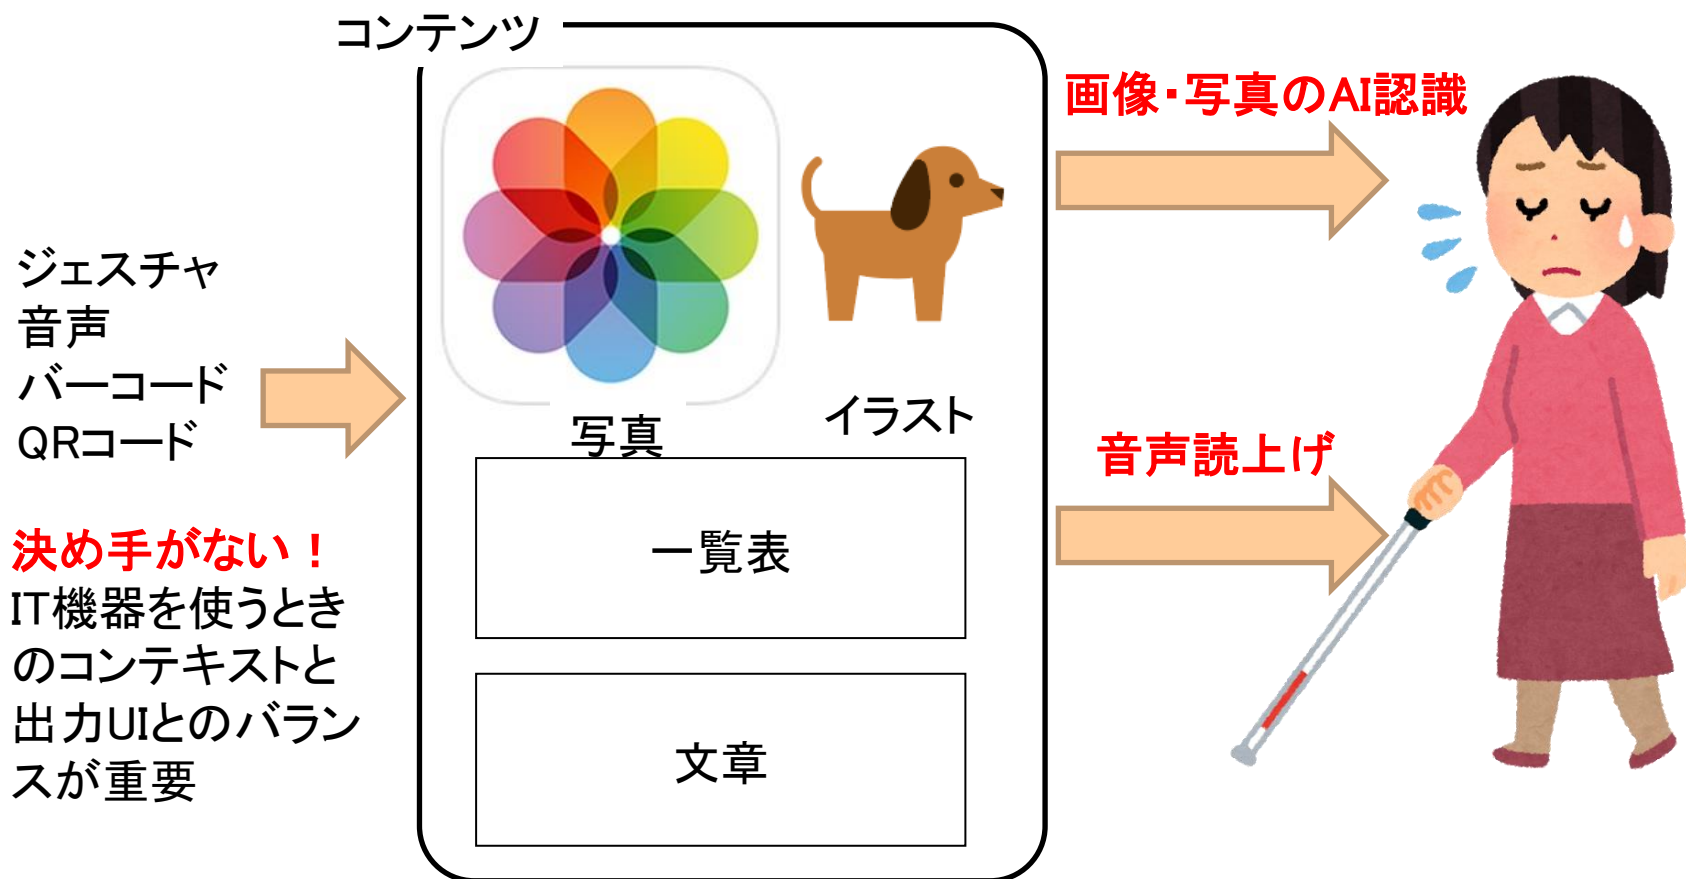 コンテンツ
ジェスチャ
音声
バーコード
QRコード
決め手がない！
IT機器を使うとき
のコンテキストと
出力UIとのバラン
スが重要
写真
イラスト
一覧表
文章
画像・写真のAI認識
音声読上げ